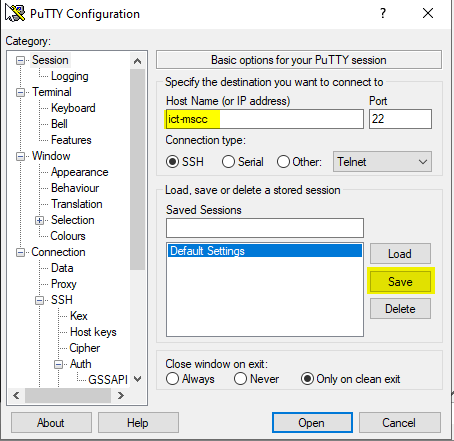 PuTTY Configuration
?
Category:
Session
Logging
Terminal
Keyboard
Bell
Features
Window
Appearance
Behaviour
Translation
Selection
Colours
Connection
Data
Proxy
SSH
Kex
Host keys
Cipher
Auth
GSSAPI
Basic options for your PuTTY session
Specify the destination you want to connect to
Host Name (or IP address) Port
ict-mscc 22
Connection type:
SSH Serial Other: Telnet
Load, save or delete a stored session
Saved Sessions
Default Settings
Load
Save
Delete
Close window on exit:
Always Never Only on clean exit
About Help Open Cancel